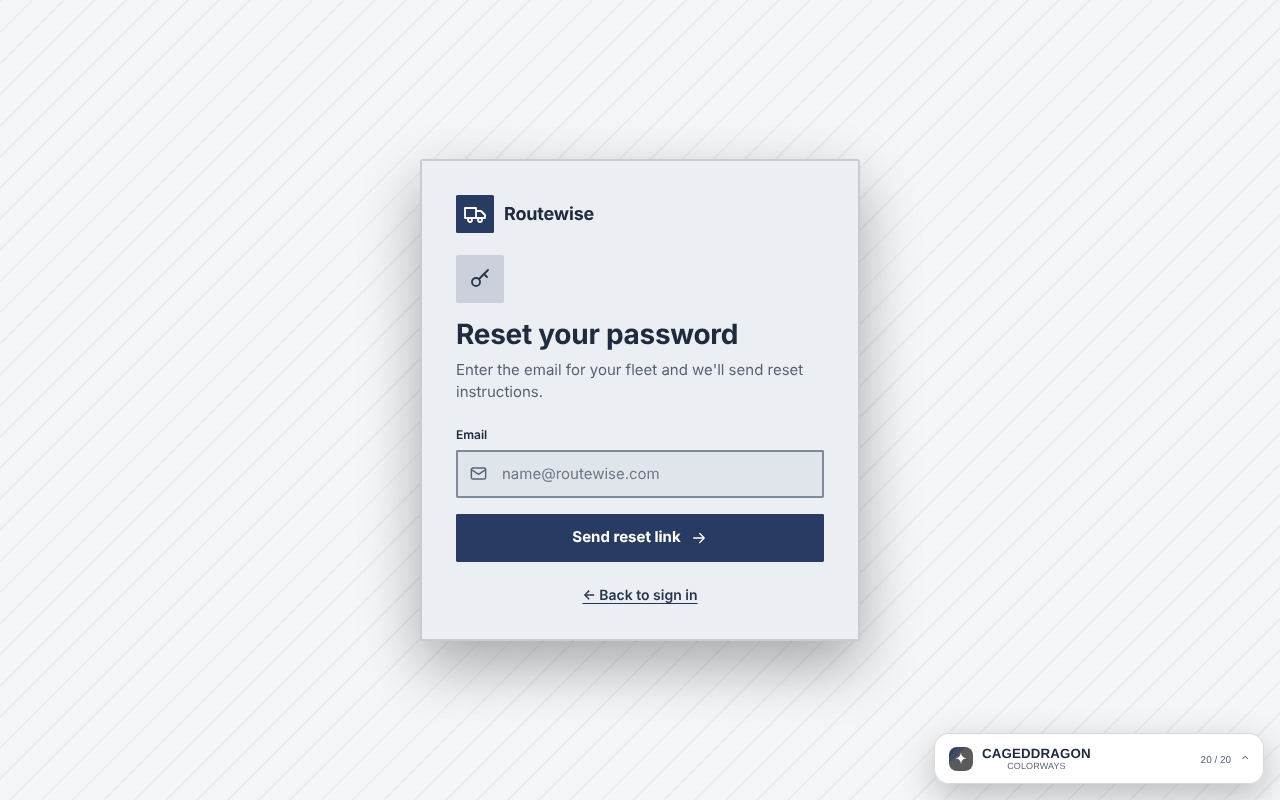 Routewise
Reset your password
Enter the email for your fleet and we'll send reset
instructions.
Email
name@routewise.com
Send reset link →
← Back to sign in
CAGEDDRAGON
COLORWAYS
20 / 20